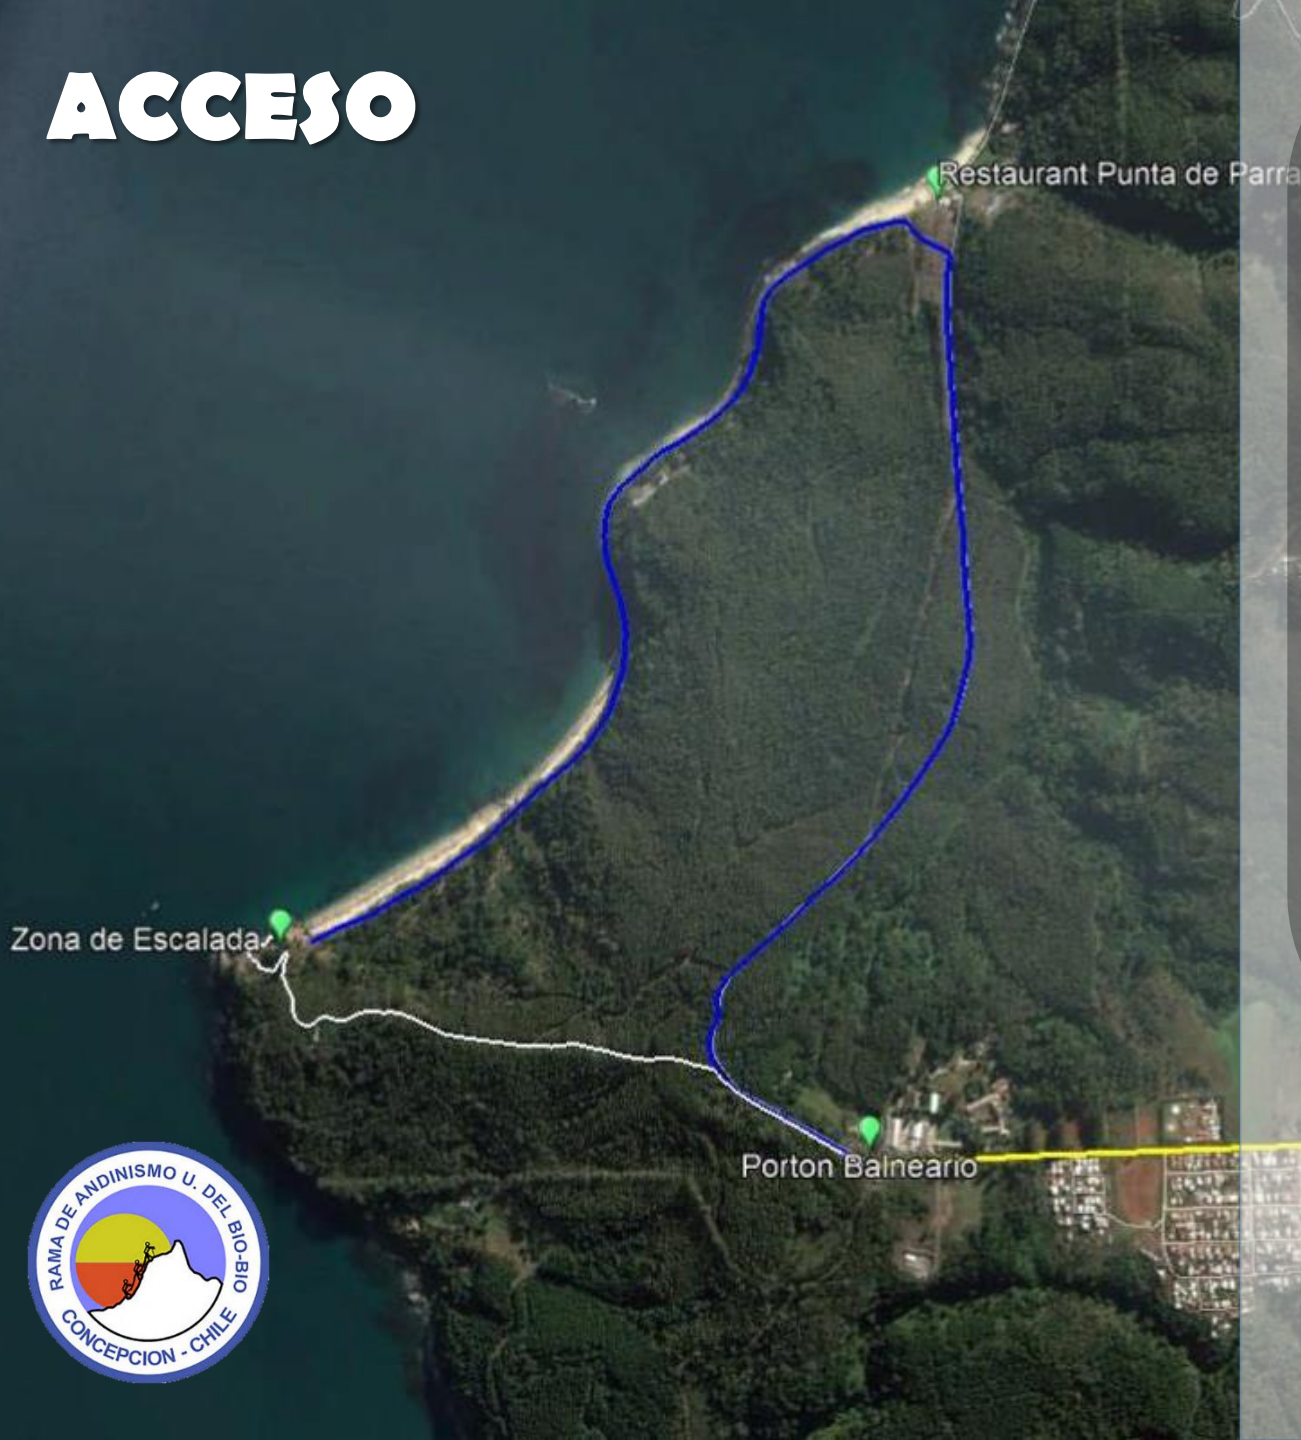 ACCESO
Restaurant Punta de Parra
Zona de Escalada
Porton Balneario
RAMA DE ANDINISMO U. DEL BIO-BIO
CONCEPCION - CHILE